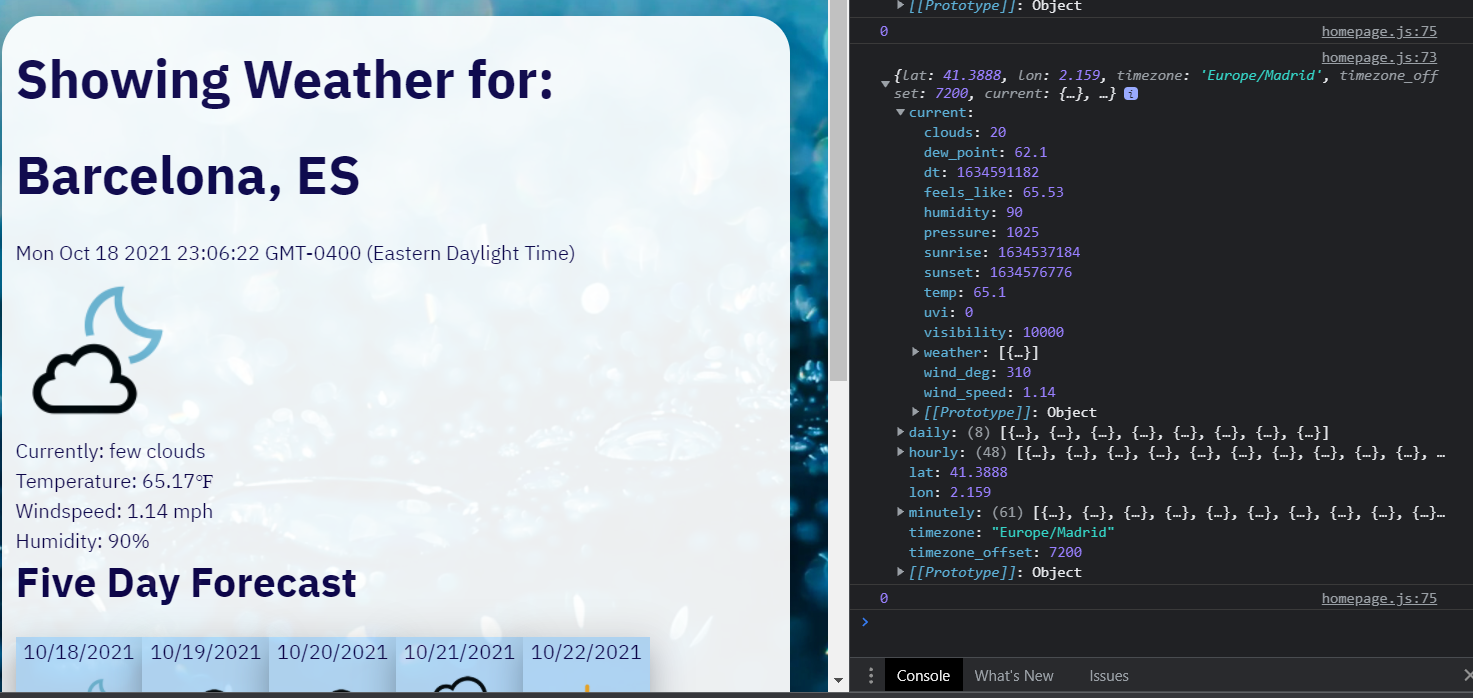 Showing Weather for:
Barcelona, ES
Mon Oct 18 2021 23:06:22 GMT-0400 (Eastern Daylight Time)
Currently: few clouds
Temperature: 65.17°F
Windspeed: 1.14 mph
Humidity: 90%
Five Day Forecast
10/18/2021 10/19/2021 10/20/2021 10/21/2021 10/22/2021
[[Prototype]]: Object
0 homepage.js:75
homepage.js:73
{lat: 41.3888, lon: 2.159, timezone: 'Europe/Madrid', timezone_off
set: 7200, current: {…}, …} i
current:
clouds: 20
dew_point: 62.1
dt: 1634591182
feels_like: 65.53
humidity: 90
pressure: 1025
sunrise: 1634537184
sunset: 1634576776
temp: 65.1
uvi: 0
visibility: 10000
weather: [{…}]
wind_deg: 310
wind_speed: 1.14
[[Prototype]]: Object
daily: (8) [{…}, {…}, {…}, {…}, {…}, {…}, {…}, {…}]
hourly: (48) [{…}, {…}, {…}, {…}, {…}, {…}, {…}, {…}, {…}, {…}, …
lat: 41.3888
lon: 2.159
minutely: (61) [{…}, {…}, {…}, {…}, {…}, {…}, {…}, {…}, {…}, {…}…
timezone: "Europe/Madrid"
timezone_offset: 7200
[[Prototype]]: Object
0 homepage.js:75
Console What's New Issues